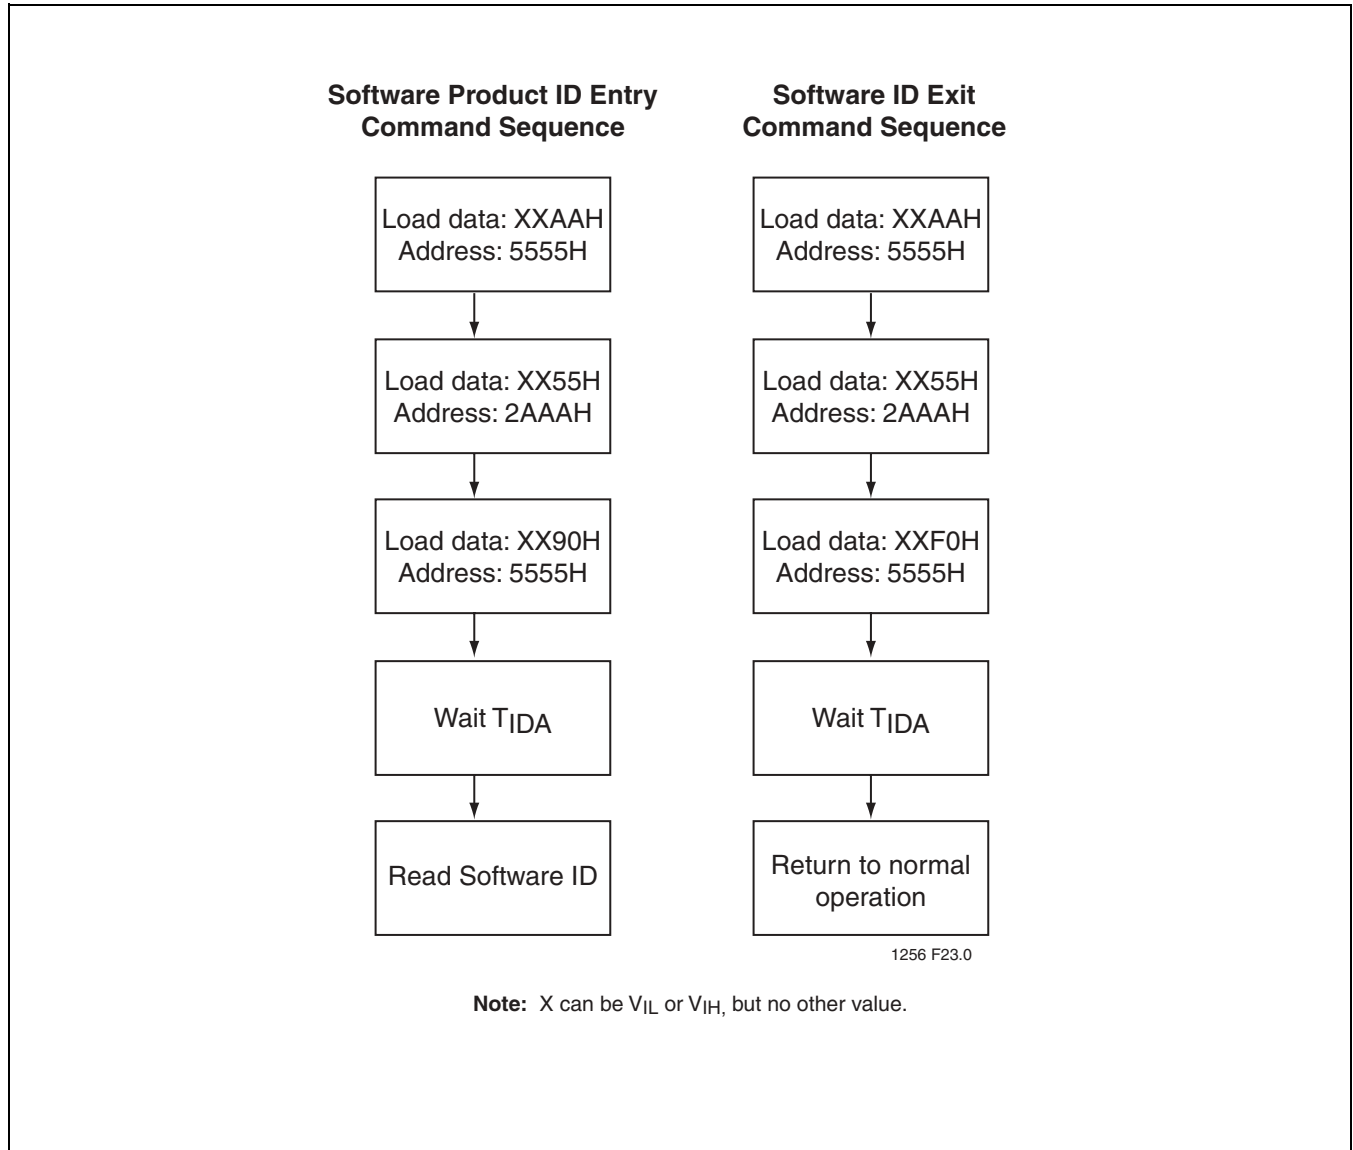 Software Product ID Entry
Command Sequence
Load data: XXAAH
Address: 5555H
Load data: XX55H
Address: 2AAAH
Load data: XX90H
Address: 5555H
Wait TIDA
Read Software ID
Software ID Exit
Command Sequence
Load data: XXAAH
Address: 5555H
Load data: XX55H
Address: 2AAAH
Load data: XXF0H
Address: 5555H
Wait TIDA
Return to normal
operation
1256 F23.0
Note: X can be VIL or VIH, but no other value.